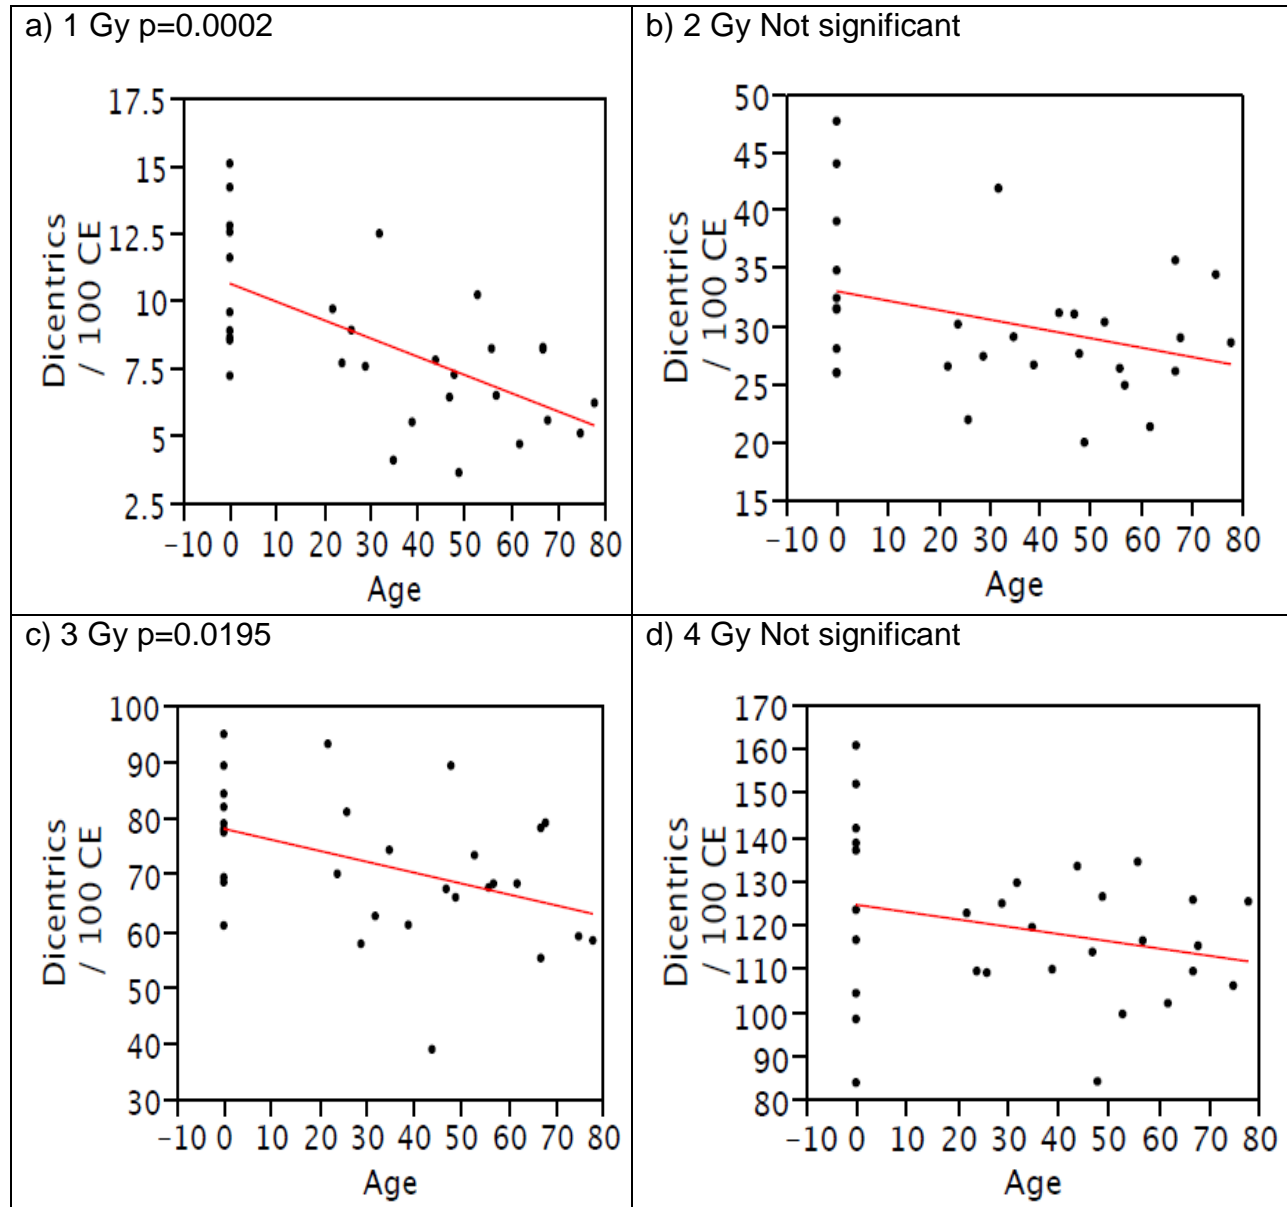 a) 1 Gy p=0.0002
17.5
15
12.5
10
7.5
5
2.5
Dicentrics
/ 100 CE
-10 0 10 20 30 40 50 60 70 80
Age
b) 2 Gy Not significant
50
45
40
35
30
25
20
15
Dicentrics
/ 100 CE
-10 0 10 20 30 40 50 60 70 80
Age
c) 3 Gy p=0.0195
100
90
80
70
60
50
40
30
Dicentrics
/ 100 CE
-10 0 10 20 30 40 50 60 70 80
Age
d) 4 Gy Not significant
170
160
150
140
130
120
110
100
90
80
Dicentrics
/ 100 CE
-10 0 10 20 30 40 50 60 70 80
Age